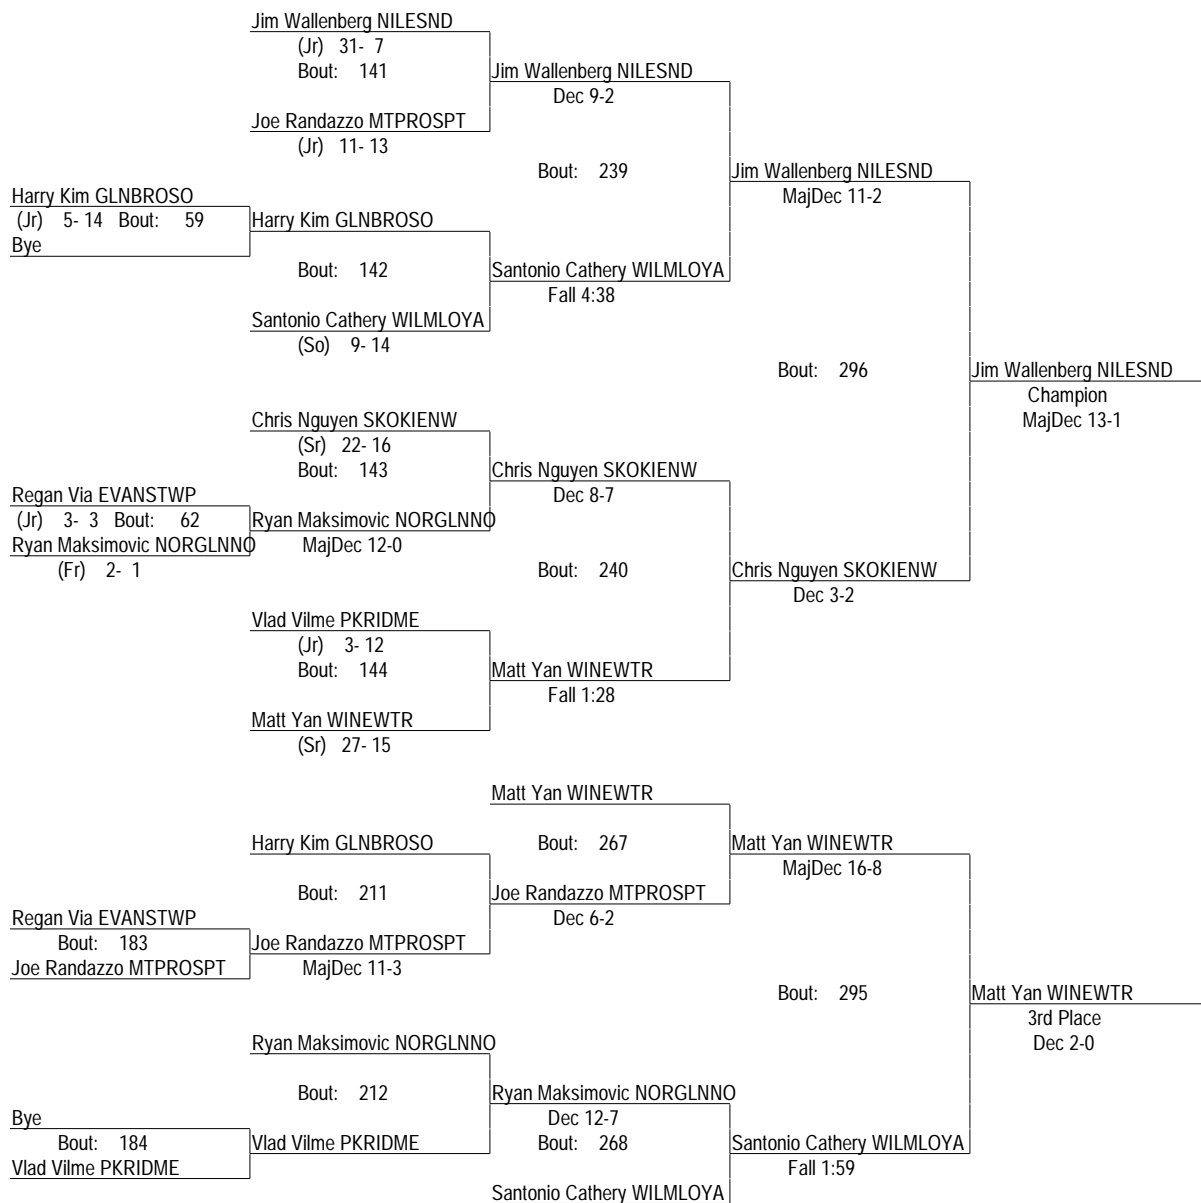 Jim Wallenberg NILESND
(Jr) 31- 7
Bout: 141
Jim Wallenberg NILESND
Dec 9-2
Joe Randazzo MTPROSPT
(Jr) 11- 13
Bout: 239
Jim Wallenberg NILESND
MajDec 11-2
Harry Kim GLNBROSO
(Jr) 5- 14 Bout: 59
Bye
Harry Kim GLNBROSO
Bout: 142
Santonio Cathery WILMLOYA
Fall 4:38
Santonio Cathery WILMLOYA
(So) 9- 14
Bout: 296
Jim Wallenberg NILESND
Champion
MajDec 13-1
Chris Nguyen SKOKIENW
(Sr) 22- 16
Bout: 143
Chris Nguyen SKOKIENW
Dec 8-7
Regan Via EVANSTWP
(Jr) 3- 3 Bout: 62
Ryan Maksimovic NORGLNNO
(Fr) 2- 1
Ryan Maksimovic NORGLNNO
MajDec 12-0
Bout: 240
Chris Nguyen SKOKIENW
Dec 3-2
Vlad Vilme PKRIDME
(Jr) 3- 12
Bout: 144
Matt Yan WINEWTR
Fall 1:28
Matt Yan WINEWTR
(Sr) 27- 15
Matt Yan WINEWTR
Bout: 267
Matt Yan WINEWTR
MajDec 16-8
Harry Kim GLNBROSO
Bout: 211
Joe Randazzo MTPROSPT
Dec 6-2
Regan Via EVANSTWP
Bout: 183
Joe Randazzo MTPROSPT
Joe Randazzo MTPROSPT
MajDec 11-3
Bout: 295
Matt Yan WINEWTR
3rd Place
Dec 2-0
Ryan Maksimovic NORGLNNO
Bout: 212
Ryan Maksimovic NORGLNNO
Dec 12-7
Bout: 268
Bye
Bout: 184
Vlad Vilme PKRIDME
Vlad Vilme PKRIDME
Santonio Cathery WILMLOYA
Fall 1:59
Santonio Cathery WILMLOYA